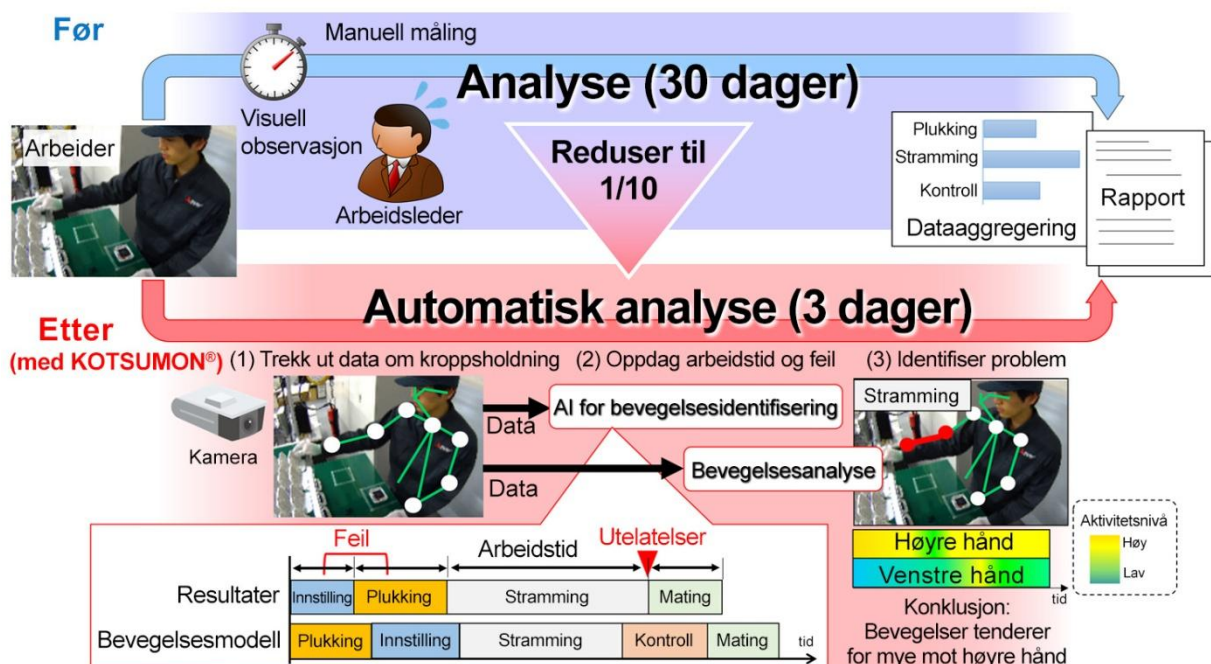 Før
Manuell måling
Analyse (30 dager)
Visuell
observasjon
Arbeider
Arbeidsleder
Reduser til
1/10
Plukking
Stramming
Kontroll
Dataaggregering
Rapport
Automatisk analyse (3 dager)
Etter
(med KOTSUMON®)
(1) Trekk ut data om kroppsholdning
(2) Oppdag arbeidstid og feil
(3) Identifiser problem
Kamera
Data
AI for bevegelsesidentifisering
Data
Bevegelsesanalyse
Stramming
Aktivitetsnivå
Høy
Lav
Høyre hånd
Venstre hånd
tid
Konklusjon:
Bevegelser tenderer
for mye mot høyre hånd
Feil
Arbeidstid
Utelatelser
Resultater
Innstilling
Plukking
Stramming
Mating
Bevegelsesmodell
Plukking
Innstilling
Stramming
Kontroll
Mating
tid